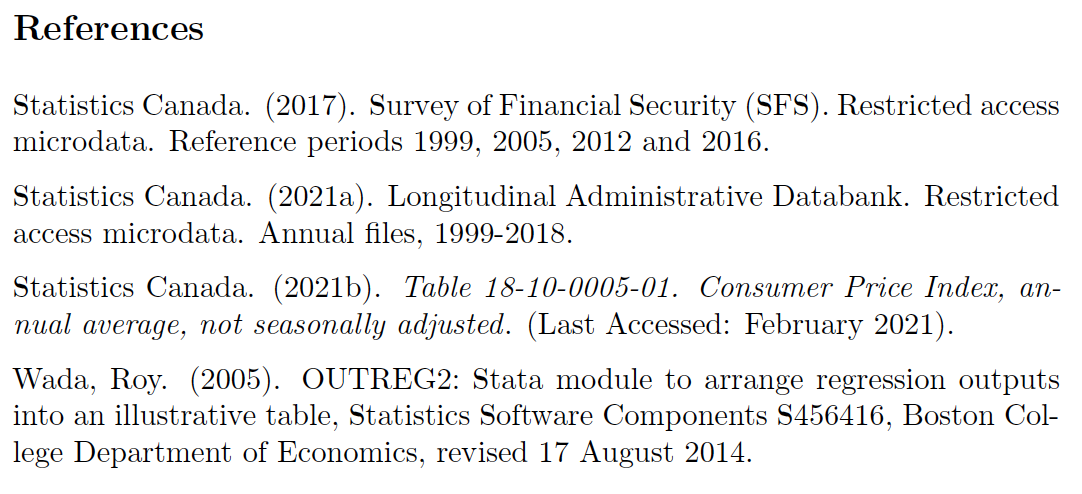 References
Statistics Canada. (2017). Survey of Financial Security (SFS). Restricted access
microdata. Reference periods 1999, 2005, 2012 and 2016.
Statistics Canada. (2021a). Longitudinal Administrative Databank. Restricted
access microdata. Annual files, 1999-2018.
Statistics Canada. (2021b). Table 18-10-0005-01. Consumer Price Index, an-
nual average, not seasonally adjusted. (Last Accessed: February 2021).
Wada, Roy. (2005). OUTREG2: Stata module to arrange regression outputs
into an illustrative table, Statistics Software Components S456416, Boston Col-
lege Department of Economics, revised 17 August 2014.